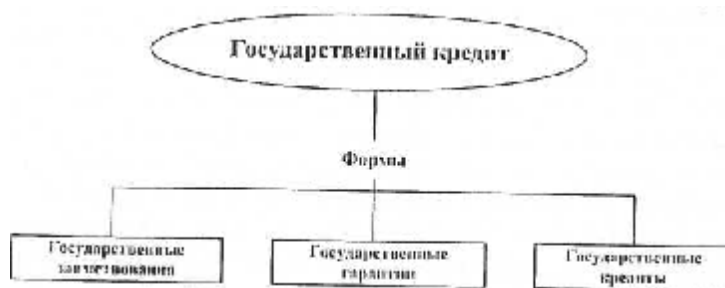 Государственный кредит
Формы
Государственные
заимствования
Государственные
гарантии
Государственные
кредиты